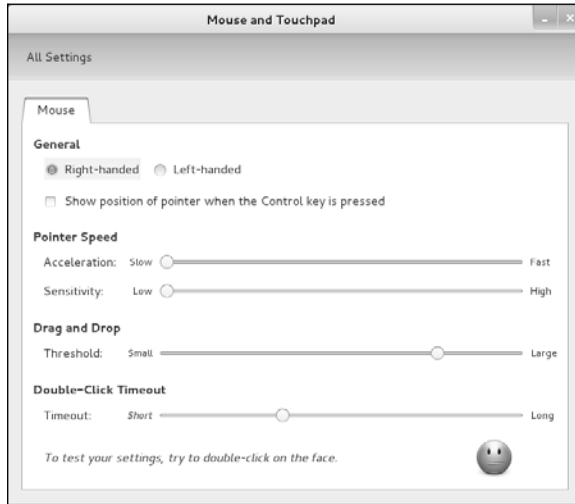 Mouse and Touchpad
All Settings
Mouse
General
Right-handed Left-handed
Show position of pointer when the Control key is pressed
Pointer Speed
Acceleration: Slow Fast
Sensitivity: Low High
Drag and Drop
Threshold: Small Large
Double-Click Timeout
Timeout: Short Long
To test your settings, try to double-click on the face.